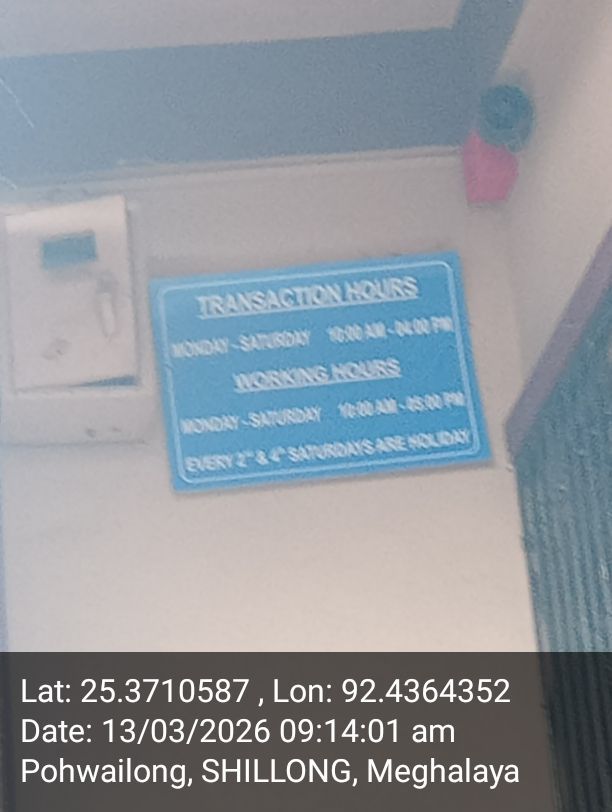 TRANSACTION HOURS
MONDAY - SATURDAY 10:00 AM - 04:00 PM
WORKING HOURS
MONDAY - SATURDAY 10:00 AM - 05:00 PM
EVERY 2ⁿᵈ & 4ᵗʰ SATURDAYS ARE HOLIDAY
Lat: 25.3710587 , Lon: 92.4364352
Date: 13/03/2026 09:14:01 am
Pohwailong, SHILLONG, Meghalaya